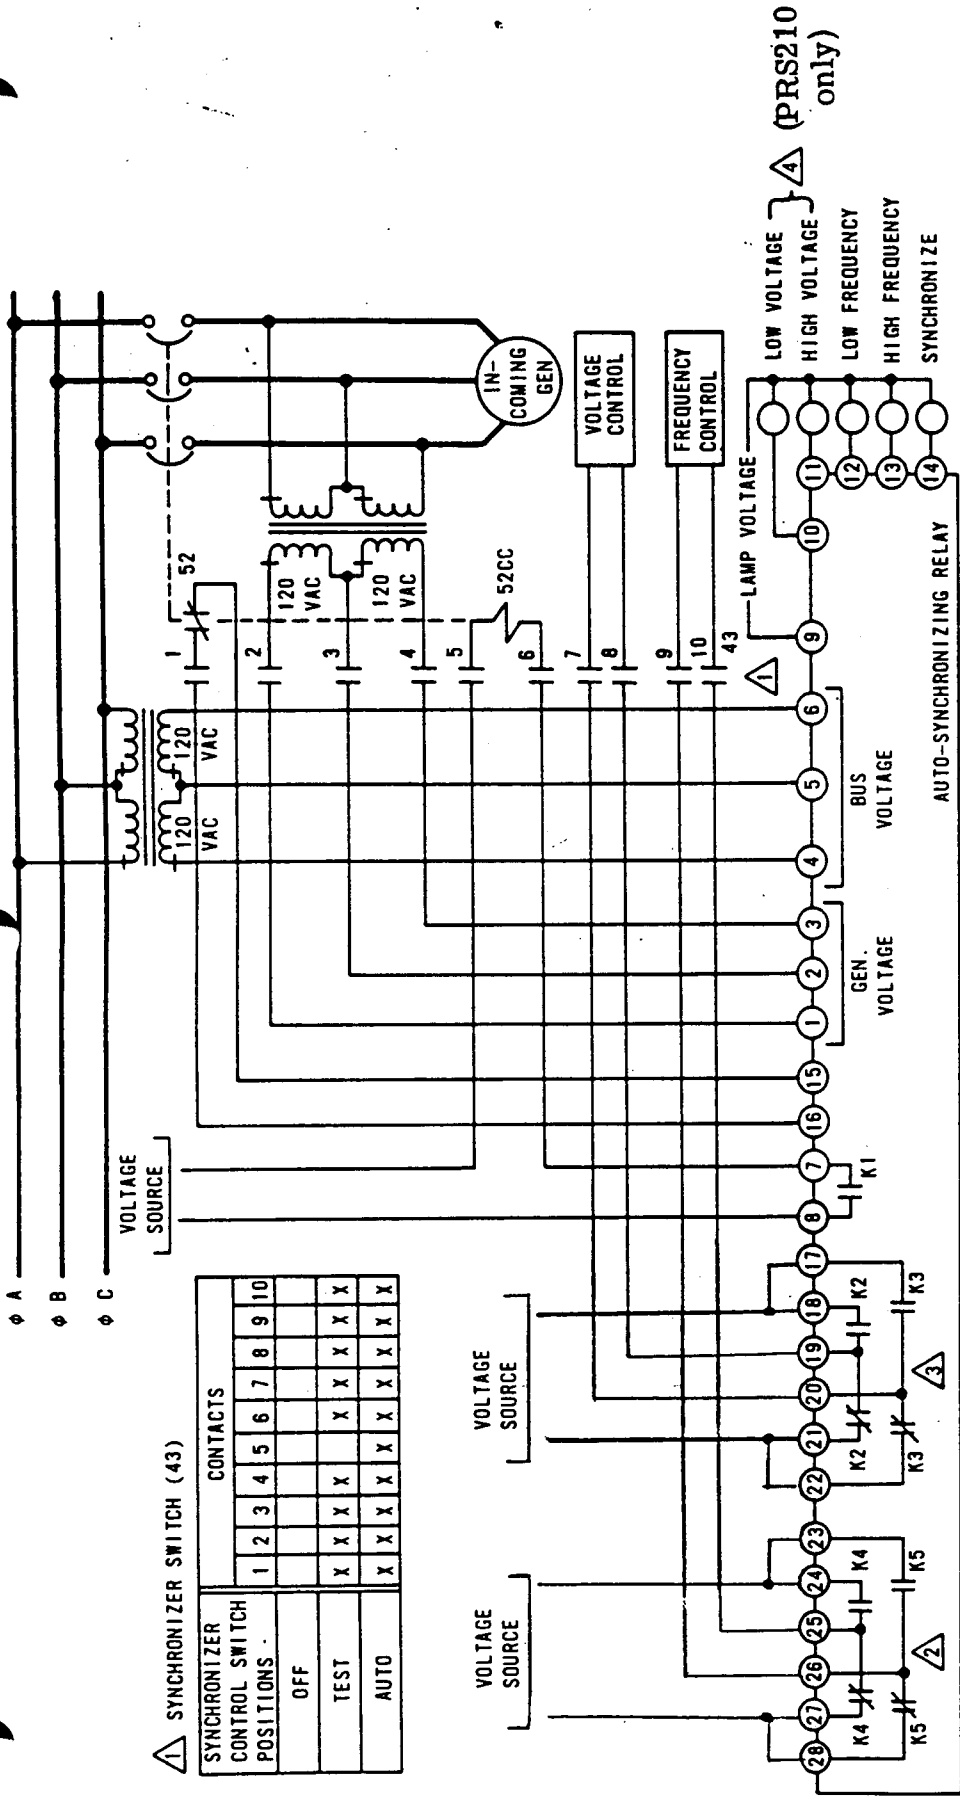 φ A
φ B
φ C
VOLTAGE
SOURCE
120
VAC
120
VAC
52
1
2
3
4
5
6
7
8
9
10
43
120
VAC
120
VAC
52CC
IN-
COMING
GEN
VOLTAGE
CONTROL
FREQUENCY
CONTROL
1
1 SYNCHRONIZER SWITCH (43)
SYNCHRONIZER
CONTROL SWITCH
POSITIONS
CONTACTS
1 2 3 4 5 6 7 8 9 10
OFF
TEST X X X X X X X X X
AUTO X X X X X X X X X X
VOLTAGE
SOURCE
VOLTAGE
SOURCE
28 27 26 25 24 23 22 21 20 19 18 17 8 7 16 15 1 2 3 4 5 6 9 10 11 12 13 14
K4 K4
K5 K5
2
K2 K2
K3 K3
3
K1
GEN.
VOLTAGE
BUS
VOLTAGE
LAMP VOLTAGE
LOW VOLTAGE
HIGH VOLTAGE
4 (PRS210
only)
LOW FREQUENCY
HIGH FREQUENCY
SYNCHRONIZE
AUTO-SYNCHRONIZING RELAY